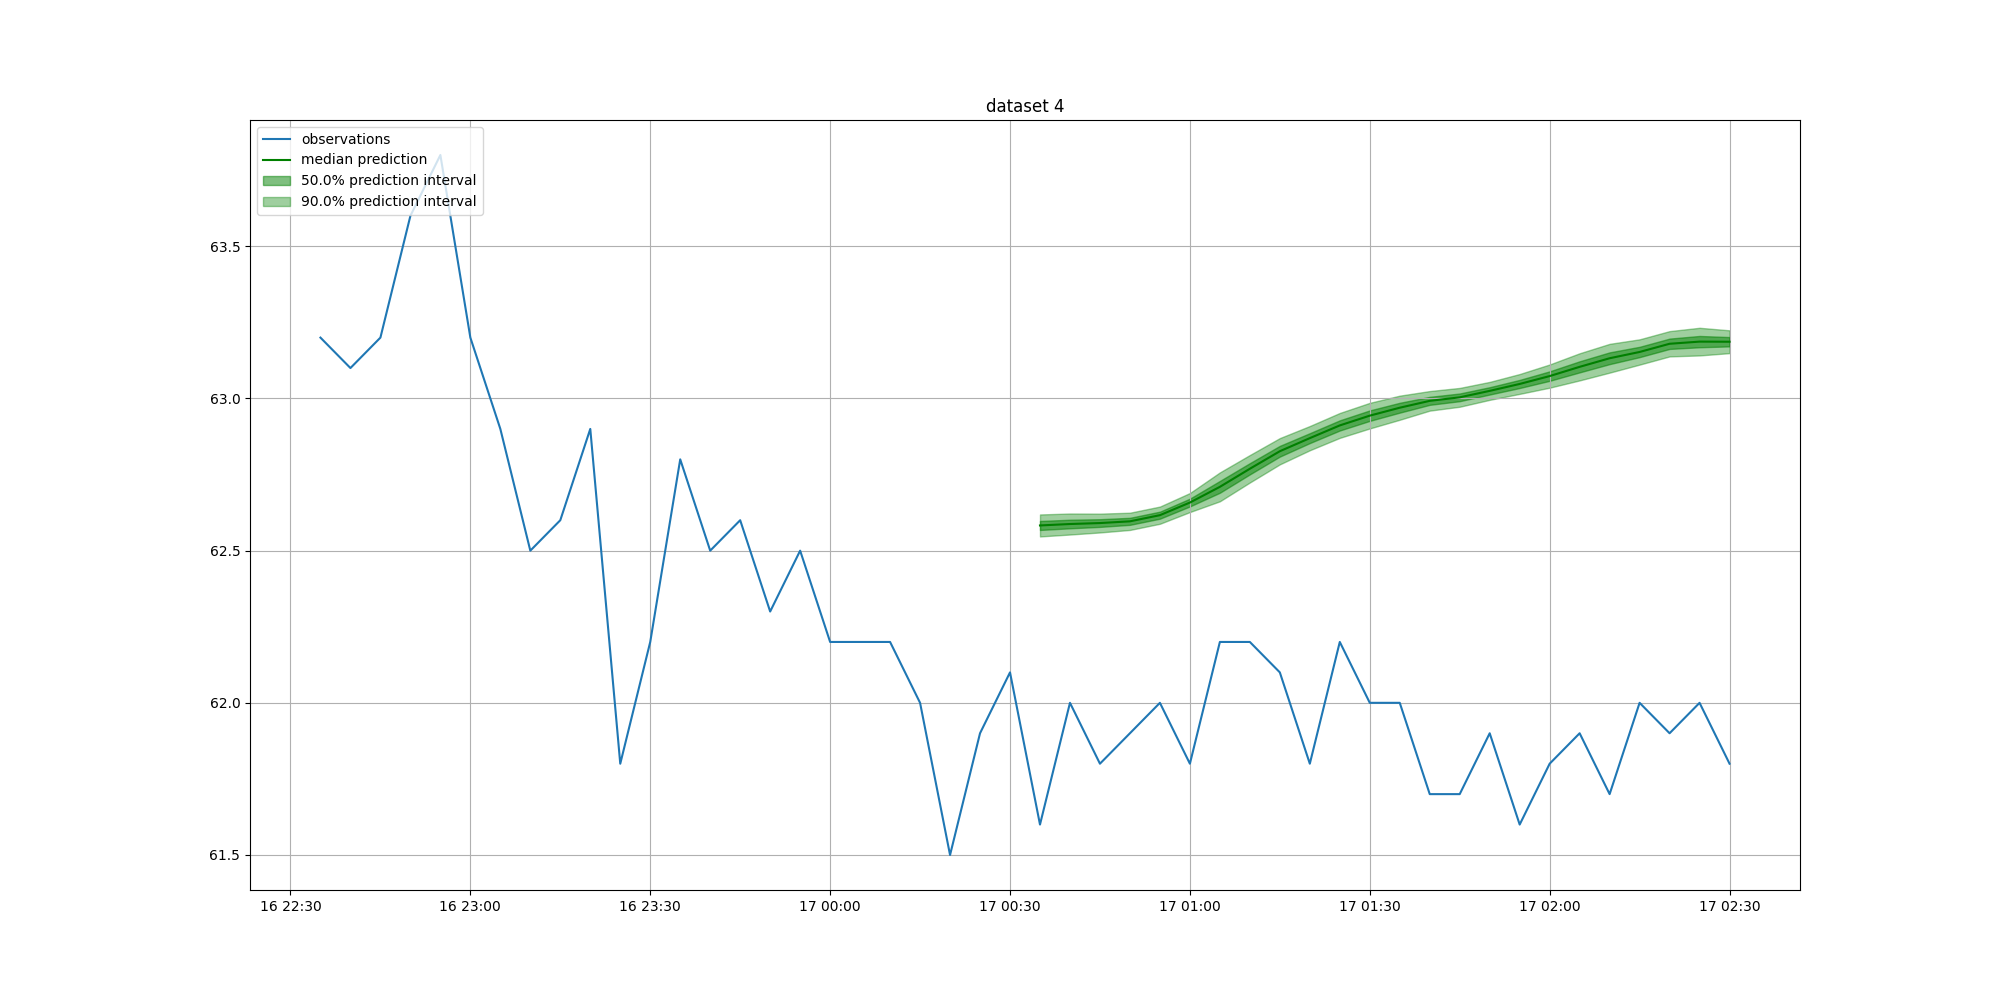 dataset 4
observations
median prediction
50.0% prediction interval
90.0% prediction interval
63.5
63.0
62.5
62.0
61.5
16 22:30 16 23:00 16 23:30 17 00:00 17 00:30 17 01:00 17 01:30 17 02:00 17 02:30